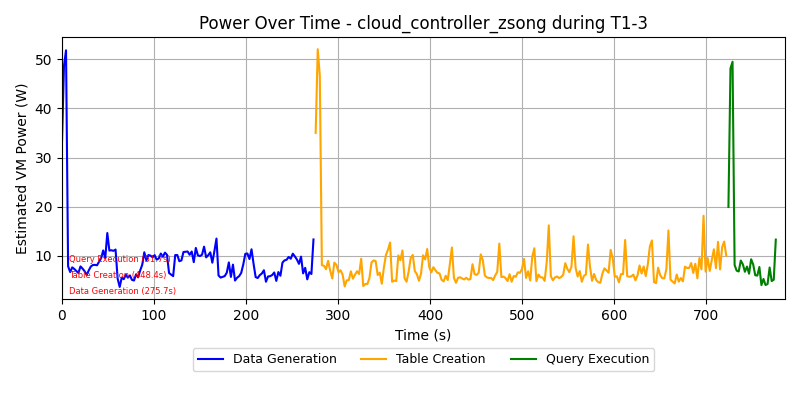 Power Over Time - cloud_controller_zsong during T1-3
Estimated VM Power (W)
50
40
30
20
10
Query Execution
Table Creation (448.4s)
Data Generation (275.7s)
0
100
200
300
400
500
600
700
Time (s)
Data Generation
Table Creation
Query Execution